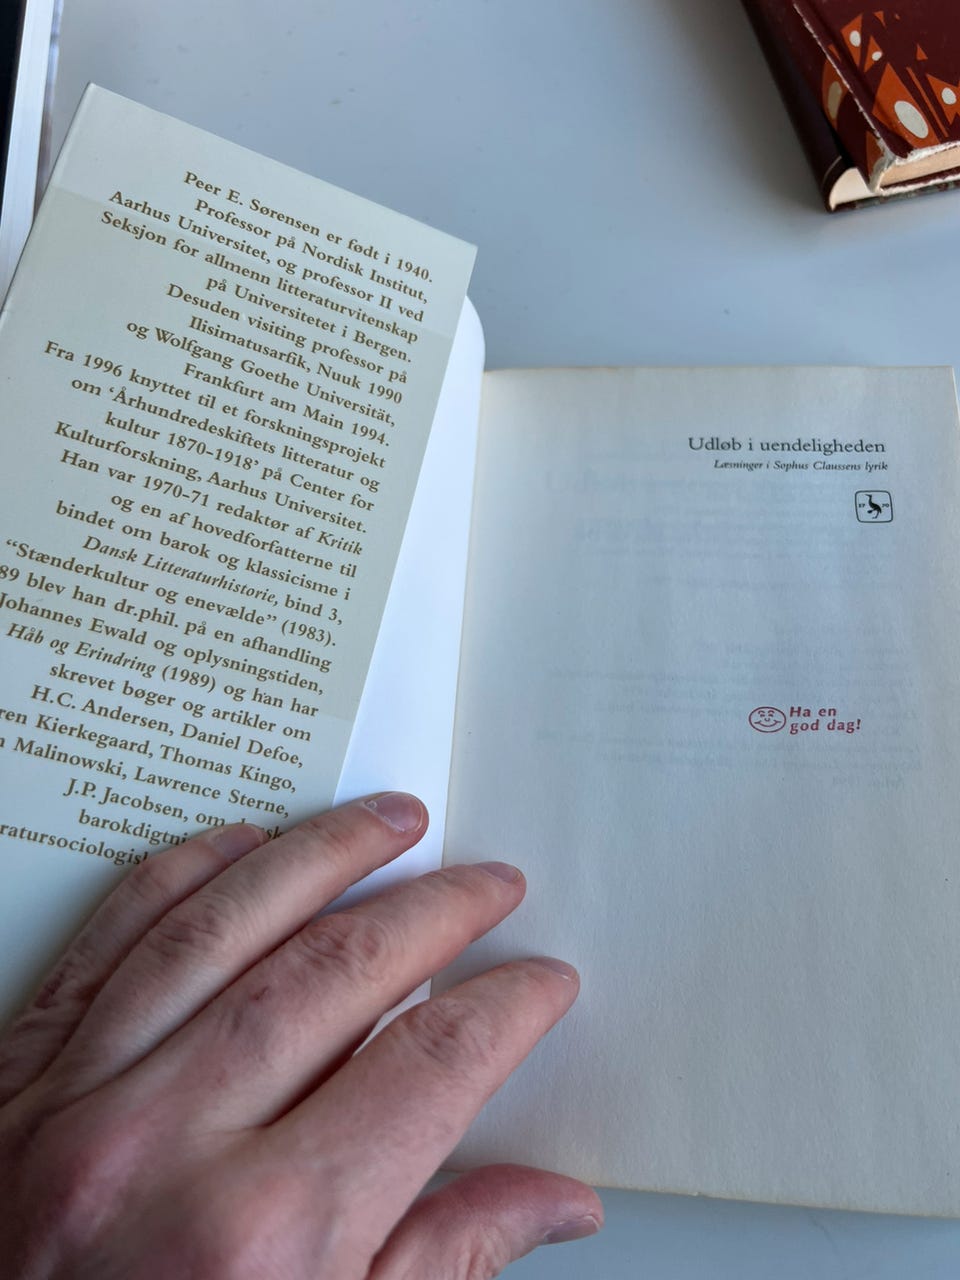 Peer E. Sørensen er født i 1940.
Professor på Nordisk Institut,
Aarhus Universitet, og professor II ved
Seksjon for allmenn litteraturvitenskap
på Universitetet i Bergen.
Desuden visiting professor på
Ilisimatusarfik, Nuuk 1990
og Wolfgang Goethe Universität,
Frankfurt am Main 1994.
Fra 1996 knyttet til et forskningsprojekt
om ‘Århundredeskiftets litteratur og
kultur 1870-1918’ på Center for
Kulturforskning, Aarhus Universitet.
Han var 1970-71 redaktør af Kritik
og en af hovedforfatterne til
bindet om barok og klassicisme i
Dansk Litteraturhistorie, bind 3,
“Stænderkultur og enevælde” (1983).
89 blev han dr.phil. på en afhandling
Johannes Ewald og oplysningstiden,
Håb og Erindring (1989) og han har
skrevet bøger og artikler om
H.C. Andersen, Daniel Defoe,
ren Kierkegaard, Thomas Kingo,
Malinowski, Lawrence Sterne,
J.P. Jacobsen, om
Udløb i uendeligheden
Læsninger i Sophus Claussens lyrik
17 70
Ha en
god dag!